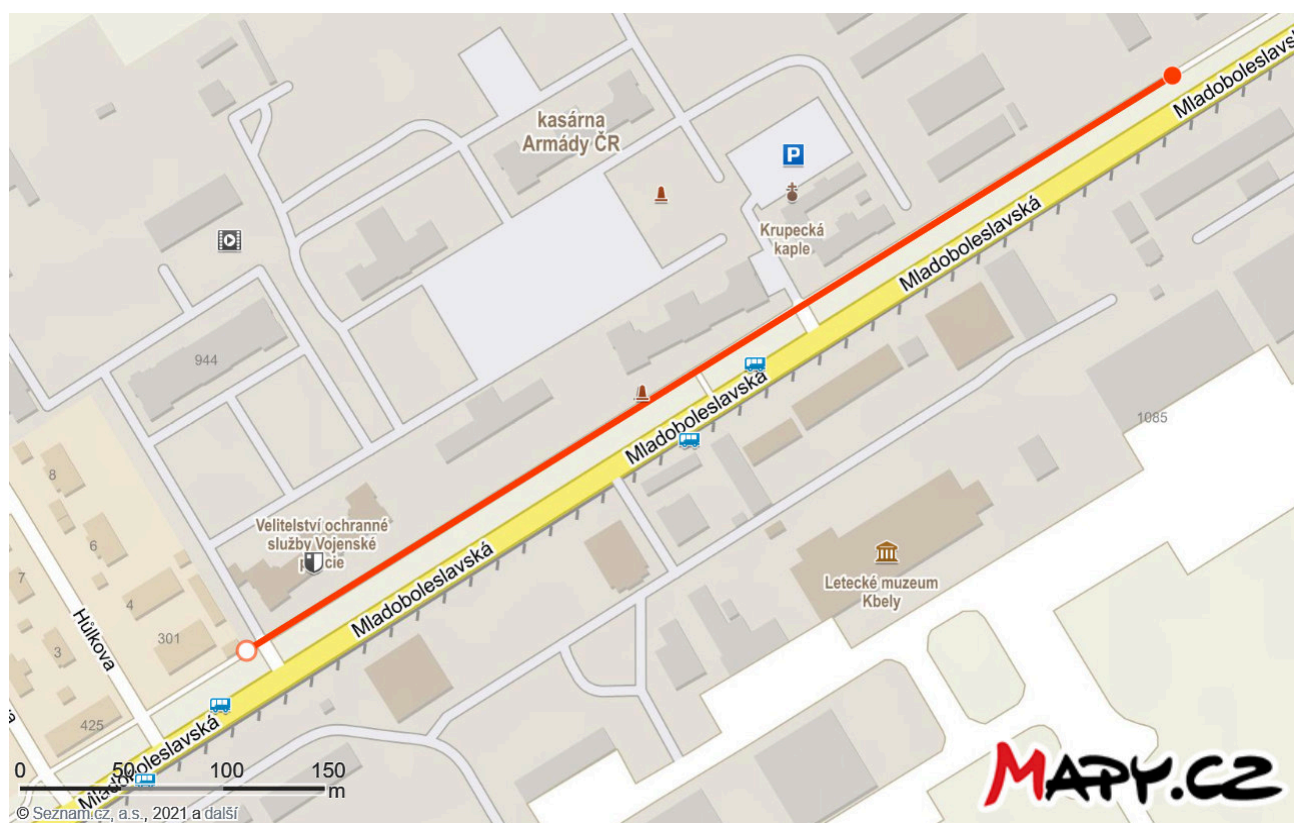 Mladoboleslavská
kasárna
Armády ČR
P
Krupecká
kaple
Mladoboleslavská
944
Mladoboleslavská
1085
8
Velitelství ochranné
služby Vojenské
6
Mladoboleslavská
Letecké muzeum
Kbely
7
4
Hůlkova
301
3
425
Mladoboleslavská
0 50 100 150
m
© Seznam.cz, a.s., 2021 a další
MAPY.CZ